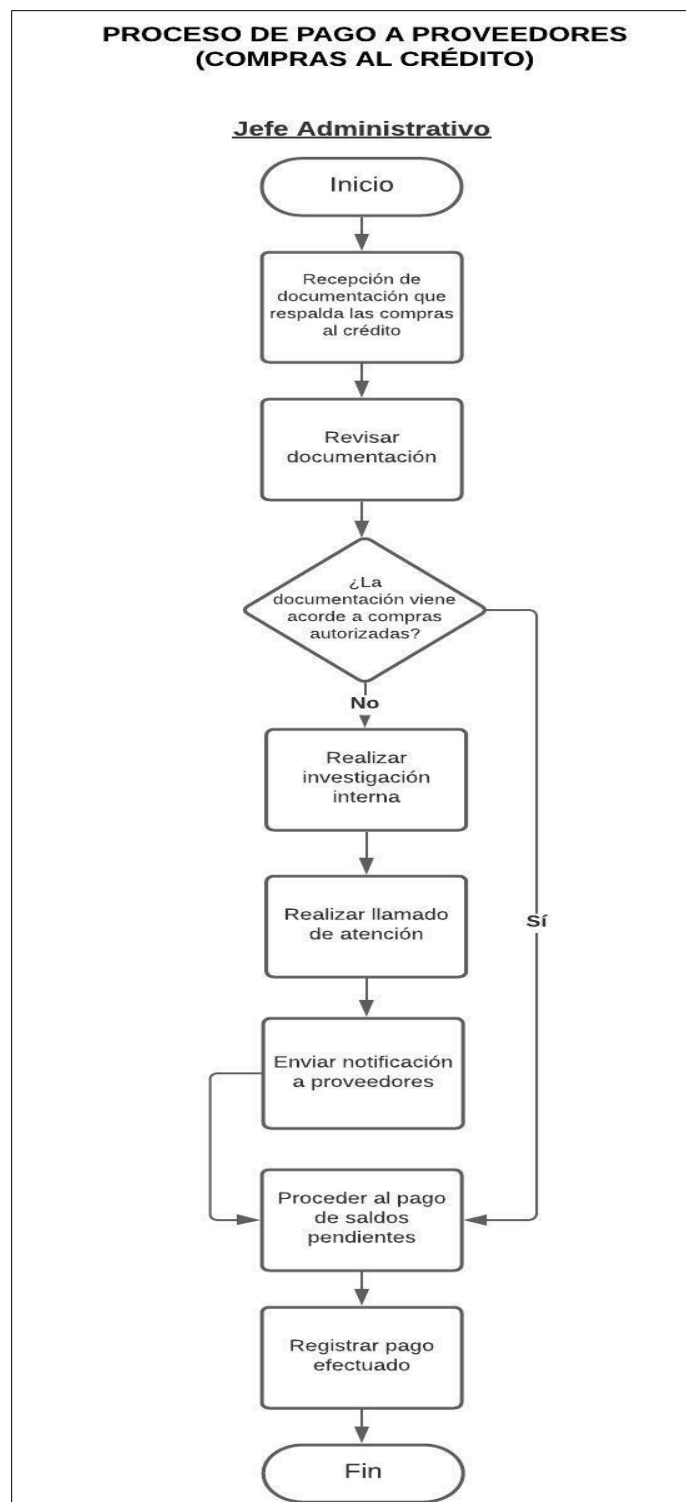 PROCESO DE PAGO A PROVEEDORES
(COMPRAS AL CRÉDITO)
Jefe Administrativo
Inicio
Recepción de
documentación que
respalda las compras
al crédito
Revisar
documentación
¿La
documentación viene
acorde a compras
autorizadas?
No
Realizar
investigación
interna
Realizar llamado
de atención
Sí
Enviar notificación
a proveedores
Proceder al pago
de saldos
pendientes
Registrar pago
efectuado
Fin